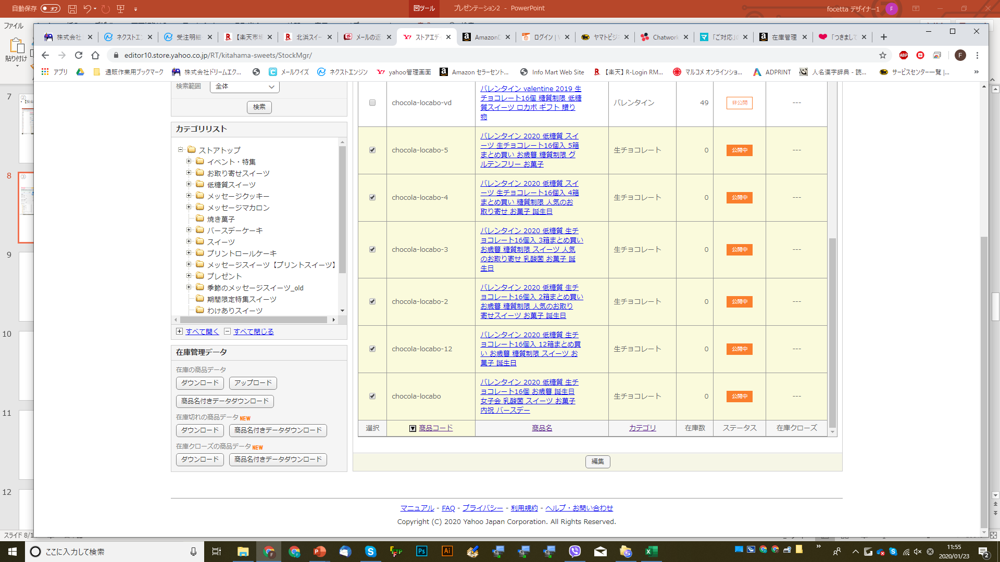 自動保存 オフ
図ツール
プレゼンテーション2 - PowerPoint
focetta デザイナー1
F
ファイル
貼り付け
株式会社
ネクストエン
受注明細
【楽天市場
北浜スイー
メールの返
ストアエディ
AmazonD
ログイン | V
ヤマトビジネ
Chatwork
「ご対応」の
在庫管理
「つきまして
editor10.store.yahoo.co.jp/RT/kitahama-sweets/StockMgr/
ABP
F
アプリ
通販作業用ブックマーク
株式会社ドリームエク...
メールワイズ
ネクストエンジン
yahoo管理画面
Amazon セラーセント...
Info Mart Web Site
【楽天】R-Login RM...
マルコメ オンラインショ...
ADPRINT
人名漢字辞典 - 読...
サービスセンター一覧 |...
»
7
8
9
10
11
12
検索範囲
全体
検索
カテゴリリスト
ストアトップ
イベント・特集
お取り寄せスイーツ
低糖質スイーツ
メッセージクッキー
メッセージマカロン
焼き菓子
バースデーケーキ
スイーツ
プリントロールケーキ
メッセージスイーツ【プリントスイーツ】
プレゼント
季節のメッセージスイーツ_old
期間限定特集スイーツ
わけありスイーツ
すべて開く すべて閉じる
在庫管理データ
在庫の商品データ
ダウンロード アップロード
商品名付きデータダウンロード
在庫切れの商品データ NEW
ダウンロード 商品名付きデータダウンロード
在庫クローズの商品データ NEW
ダウンロード 商品名付きデータダウンロード
chocola-locabo-vd
バレンタイン valentine 2019 生
チョコレート16個 糖質制限 低糖
質スイーツ ロカボ ギフト 贈り
物
バレンタイン 49 非公開 ---
chocola-locabo-5
バレンタイン 2020 低糖質 スイ
ーツ 生チョコレート16個入 5箱
まとめ買い お歳暮 糖質制限 グ
ルテンフリー お菓子
生チョコレート 0 公開中 ---
chocola-locabo-4
バレンタイン 2020 低糖質 スイ
ーツ 生チョコレート16個入 4箱
まとめ買い 糖質制限 人気のお
取り寄せ お菓子 誕生日
生チョコレート 0 公開中 ---
chocola-locabo-3
バレンタイン 2020 低糖質 生チ
ョコレート16個入 3箱まとめ買い
お歳暮 糖質制限 スイーツ 人気
のお取り寄せ 乳酸菌 お菓子 誕
生日
生チョコレート 0 公開中 ---
chocola-locabo-2
バレンタイン 2020 低糖質 生チ
ョコレート16個入 2箱まとめ買い
お歳暮 糖質制限 人気のお取り
寄せスイーツ お菓子 誕生日
生チョコレート 0 公開中 ---
chocola-locabo-12
バレンタイン 2020 低糖質 生チ
ョコレート16個入 12箱まとめ買
い お歳暮 糖質制限 スイーツ お
菓子 誕生日
生チョコレート 0 公開中 ---
chocola-locabo
バレンタイン 2020 低糖質 生チ
ョコレート16個 お歳暮 誕生日
女子会 乳酸菌 スイーツ お菓子
内祝 バースデー
生チョコレート 0 公開中 ---
選択 ▼商品コード 商品名 カテゴリ 在庫数 ステータス 在庫クローズ
編集
マニュアル - FAQ - プライバシー - 利用規約 - ヘルプ・お問い合わせ
Copyright (C) 2020 Yahoo Japan Corporation. All Rights Reserved.
スライド 8/1
ここに入力して検索
11:55
2020/01/23
2